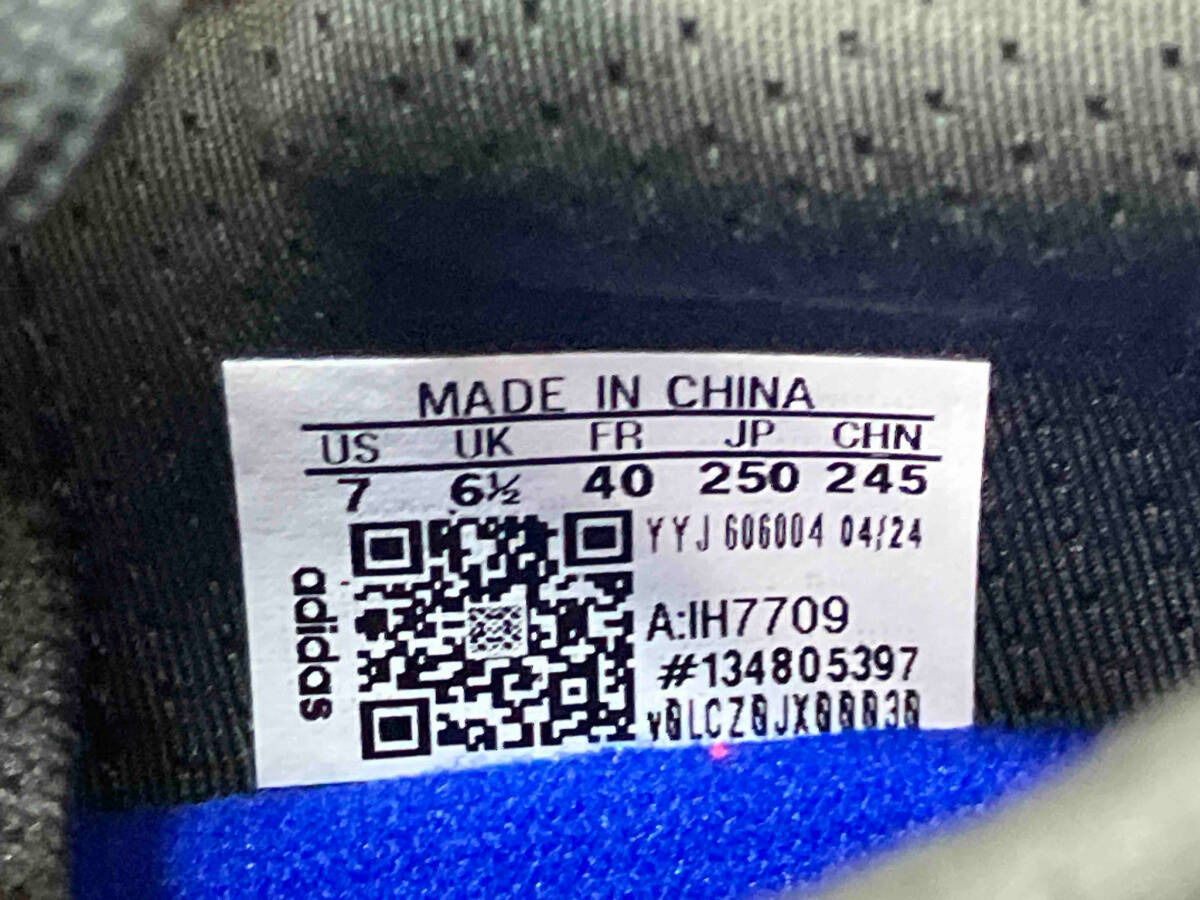 MADE IN CHINA
US UK FR JP CHN
7 6½ 40 250 245
YYJ 606004 04/24
adidas
A:IH7709
#134805397